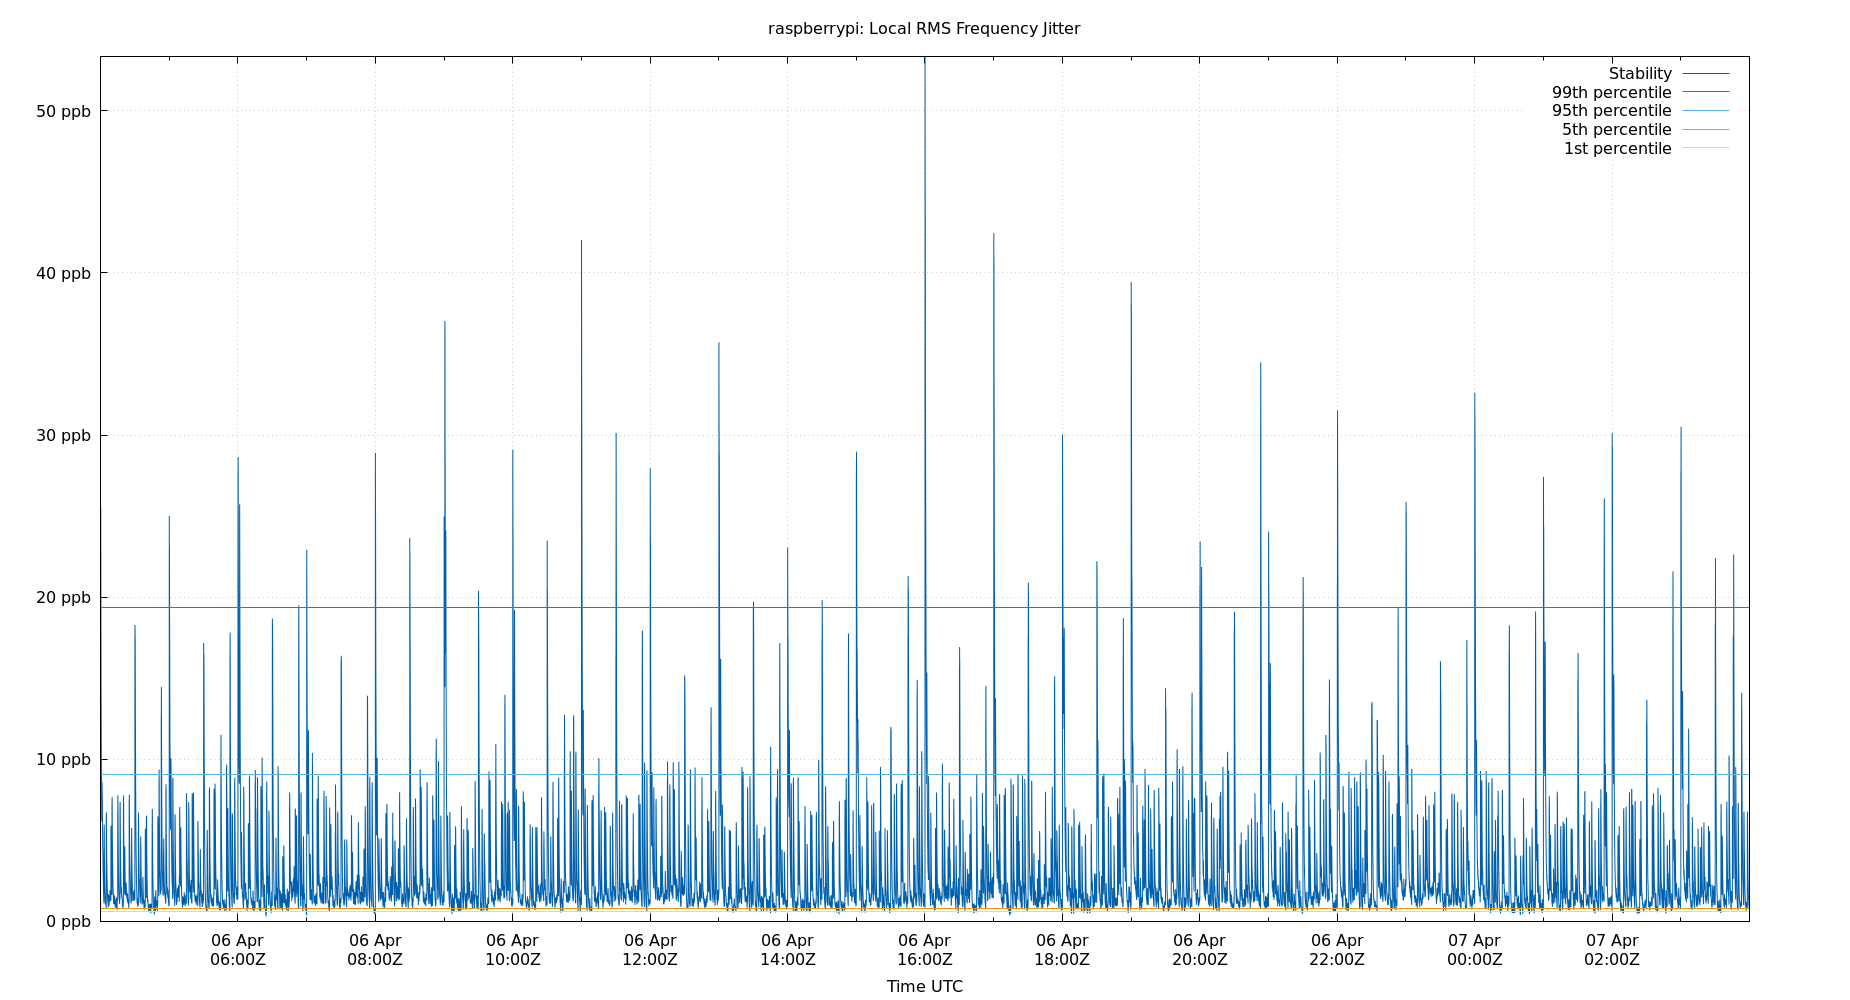 raspberrypi: Local RMS Frequency Jitter
Stability
99th percentile
95th percentile
5th percentile
1st percentile
50 ppb
40 ppb
30 ppb
20 ppb
10 ppb
0 ppb
06 Apr 06 Apr 06 Apr 06 Apr 06 Apr 06 Apr 06 Apr 06 Apr 06 Apr 07 Apr 07 Apr
06:00Z 08:00Z 10:00Z 12:00Z 14:00Z 16:00Z 18:00Z 20:00Z 22:00Z 00:00Z 02:00Z
Time UTC